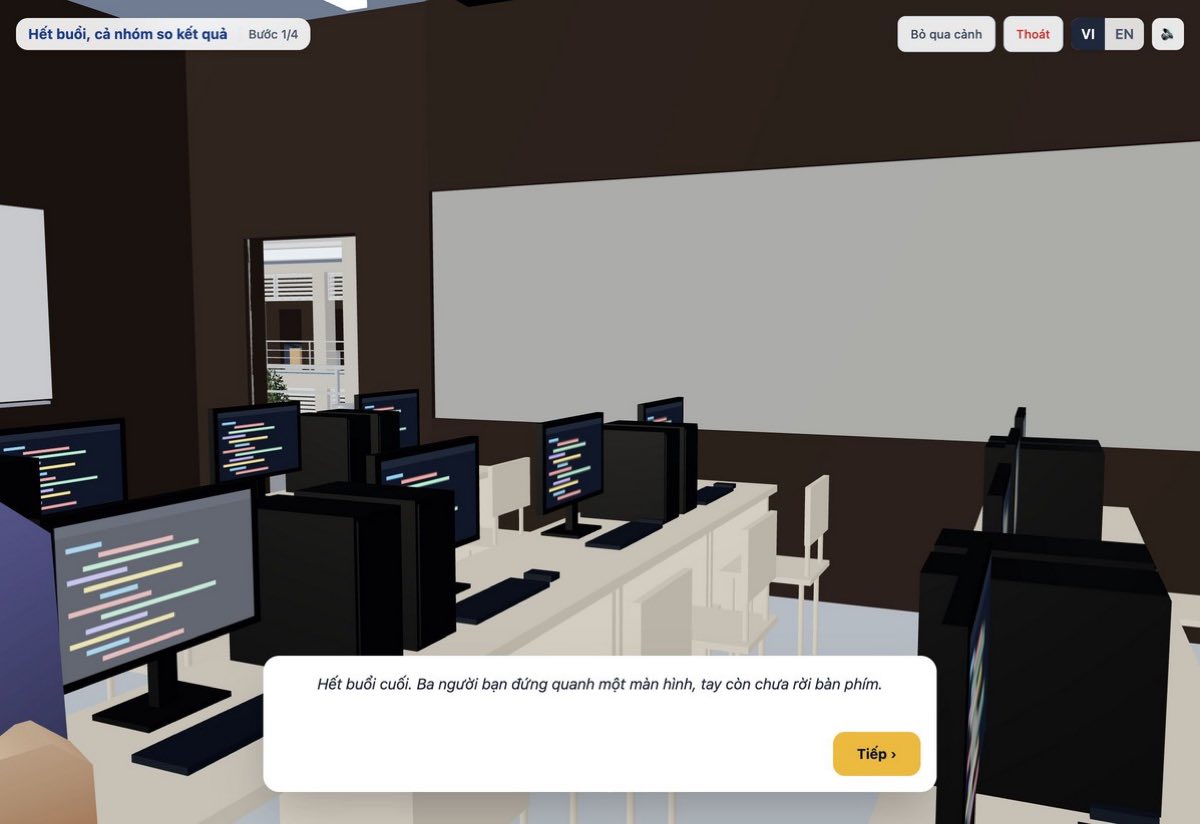 Hết buổi, cả nhóm so kết quả Bước 1/4
Bỏ qua cảnh Thoát VI EN
Hết buổi cuối. Ba người bạn đứng quanh một màn hình, tay còn chưa rời bàn phím.
Tiếp ›